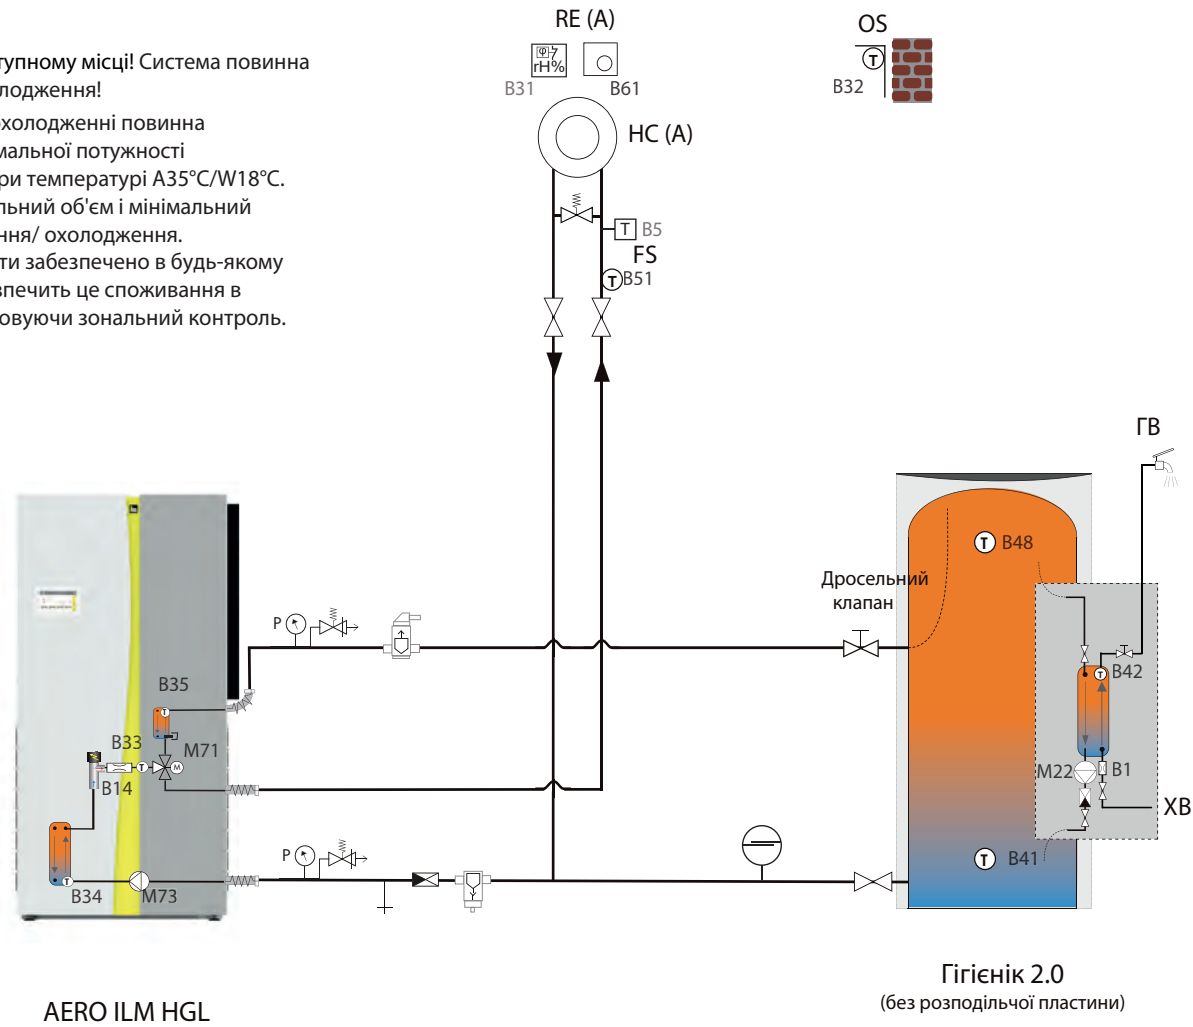 RE (A)
OS
тупному місці! Система повинна
лодження!
охолодженні повинна
мальної потужності
ри температурі A35°C/W18°C.
льний об'єм і мінімальний
ння/ охолодження.
ти забезпечено в будь-якому
зпечить це споживання в
овуючи зональний контроль.
rH%
B31
B61
T
B32
HC (A)
T
B5
FS
T
B51
ГВ
T
B48
Дросельний
клапан
P
B35
T
B33
M71
T
M
B14
T
B42
M22
B1
ХВ
P
T
B41
T
B34
M73
Гігієнік 2.0
(без розподільчої пластини)
AERO ILM HGL